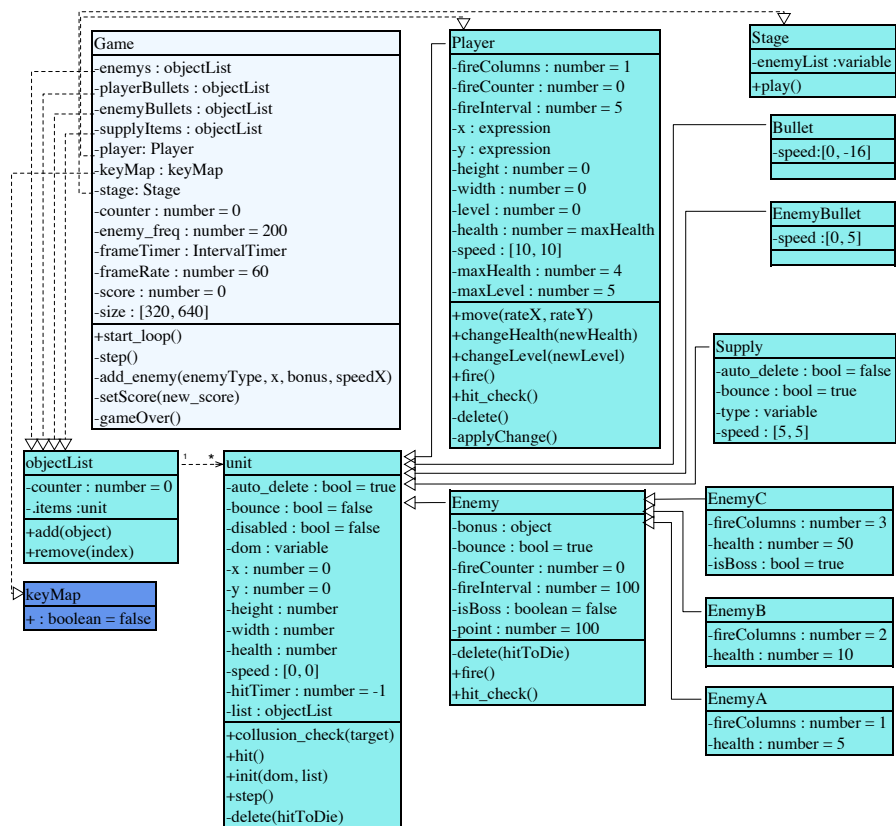 Game
-enemys : objectList
-playerBullets : objectList
-enemyBullets : objectList
-supplyItems : objectList
-player: Player
-keyMap : keyMap
-stage: Stage
-counter : number = 0
-enemy_freq : number = 200
-frameTimer : IntervalTimer
-frameRate : number = 60
-score : number = 0
-size : [320, 640]
+start_loop()
-step()
-add_enemy(enemyType, x, bonus, speedX)
-setScore(new_score)
-gameOver()
Player
-fireColumns : number = 1
-fireCounter : number = 0
-fireInterval : number = 5
-x : expression
-y : expression
-height : number = 0
-width : number = 0
-level : number = 0
-health : number = maxHealth
-speed : [10, 10]
-maxHealth : number = 4
-maxLevel : number = 5
+move(rateX, rateY)
+changeHealth(newHealth)
+changeLevel(newLevel)
+fire()
+hit_check()
-delete()
-applyChange()
Stage
-enemyList :variable
+play()
Bullet
-speed:[0, -16]
EnemyBullet
-speed :[0, 5]
Supply
-auto_delete : bool = false
-bounce : bool = true
-type : variable
-speed : [5, 5]
objectList
-counter : number = 0
-.items :unit
+add(object)
+remove(index)
1
*
keyMap
+ : boolean = false
unit
-auto_delete : bool = true
-bounce : bool = false
-disabled : bool = false
-dom : variable
-x : number = 0
-y : number = 0
-height : number
-width : number
-health : number
-speed : [0, 0]
-hitTimer : number = -1
-list : objectList
+collusion_check(target)
+hit()
+init(dom, list)
+step()
-delete(hitToDie)
Enemy
-bonus : object
-bounce : bool = true
-fireCounter : number = 0
-fireInterval : number = 100
-isBoss : boolean = false
-point : number = 100
-delete(hitToDie)
+fire()
+hit_check()
EnemyC
-fireColumns : number = 3
-health : number = 50
-isBoss : bool = true
EnemyB
-fireColumns : number = 2
-health : number = 10
EnemyA
-fireColumns : number = 1
-health : number = 5